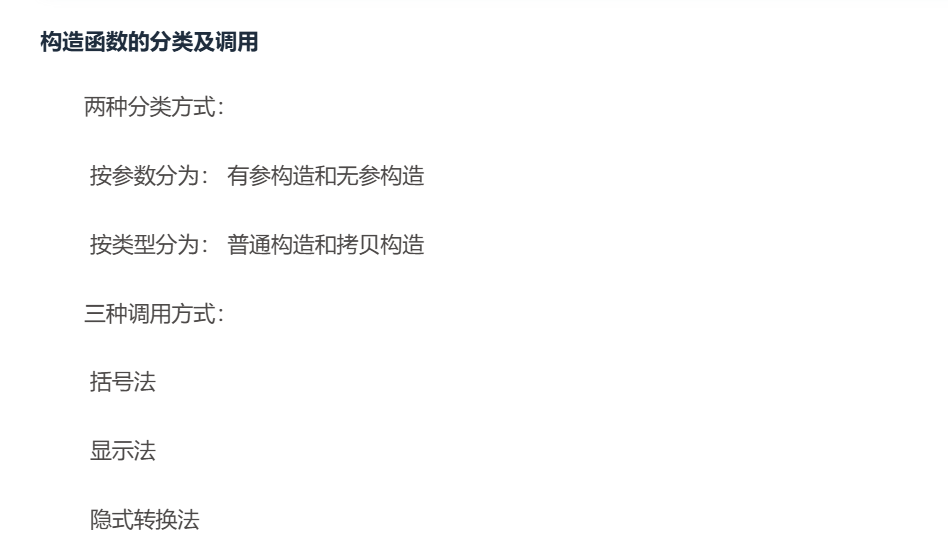 构造函数的分类及调用
两种分类方式：
按参数分为： 有参构造和无参构造
按类型分为： 普通构造和拷贝构造
三种调用方式：
括号法
显示法
隐式转换法